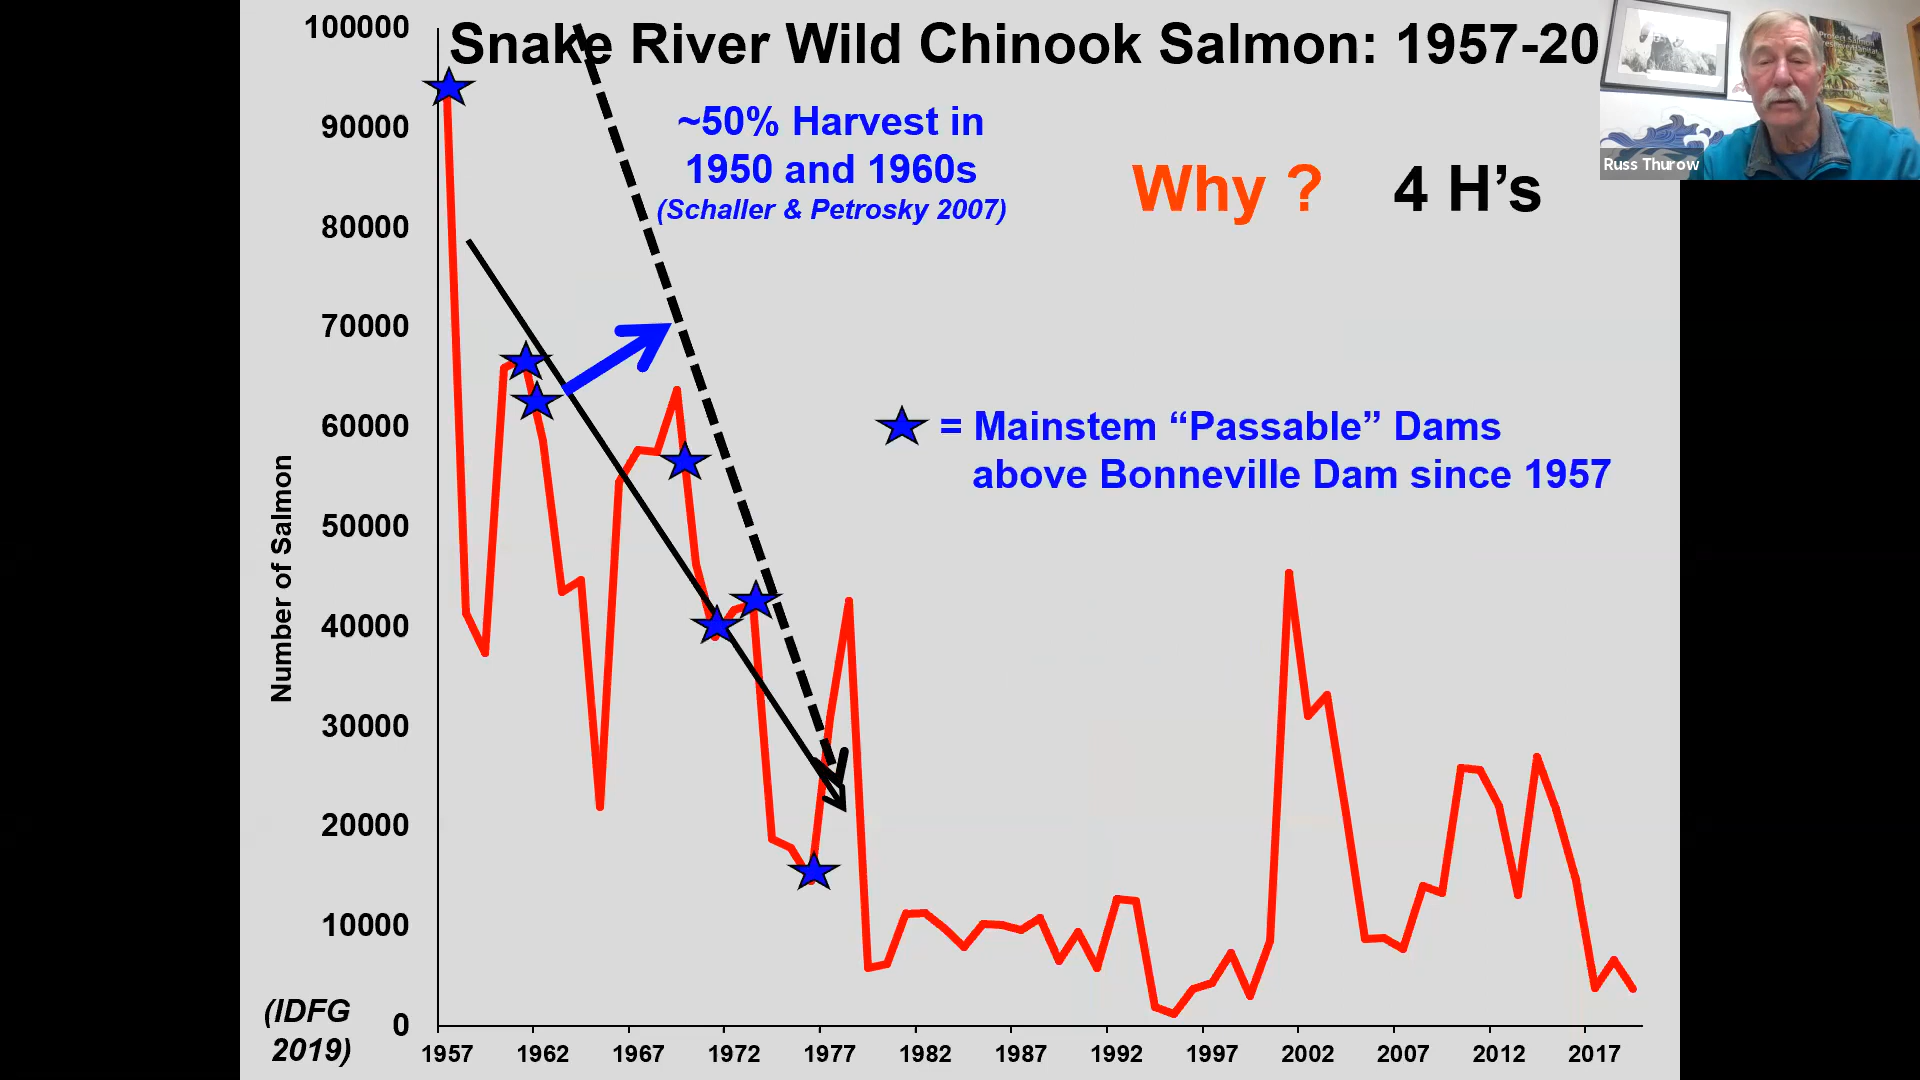 Snake River Wild Chinook Salmon: 1957-20
~50% Harvest in
1950 and 1960s
(Schaller & Petrosky 2007)
Why ? 4 H’s
Protect Salmon
Russ Thurow
= Mainstem “Passable” Dams
above Bonneville Dam since 1957
Number of Salmon
100000
90000
80000
70000
60000
50000
40000
30000
20000
10000
0
1957 1962 1967 1972 1977 1982 1987 1992 1997 2002 2007 2012 2017
(IDFG
2019)